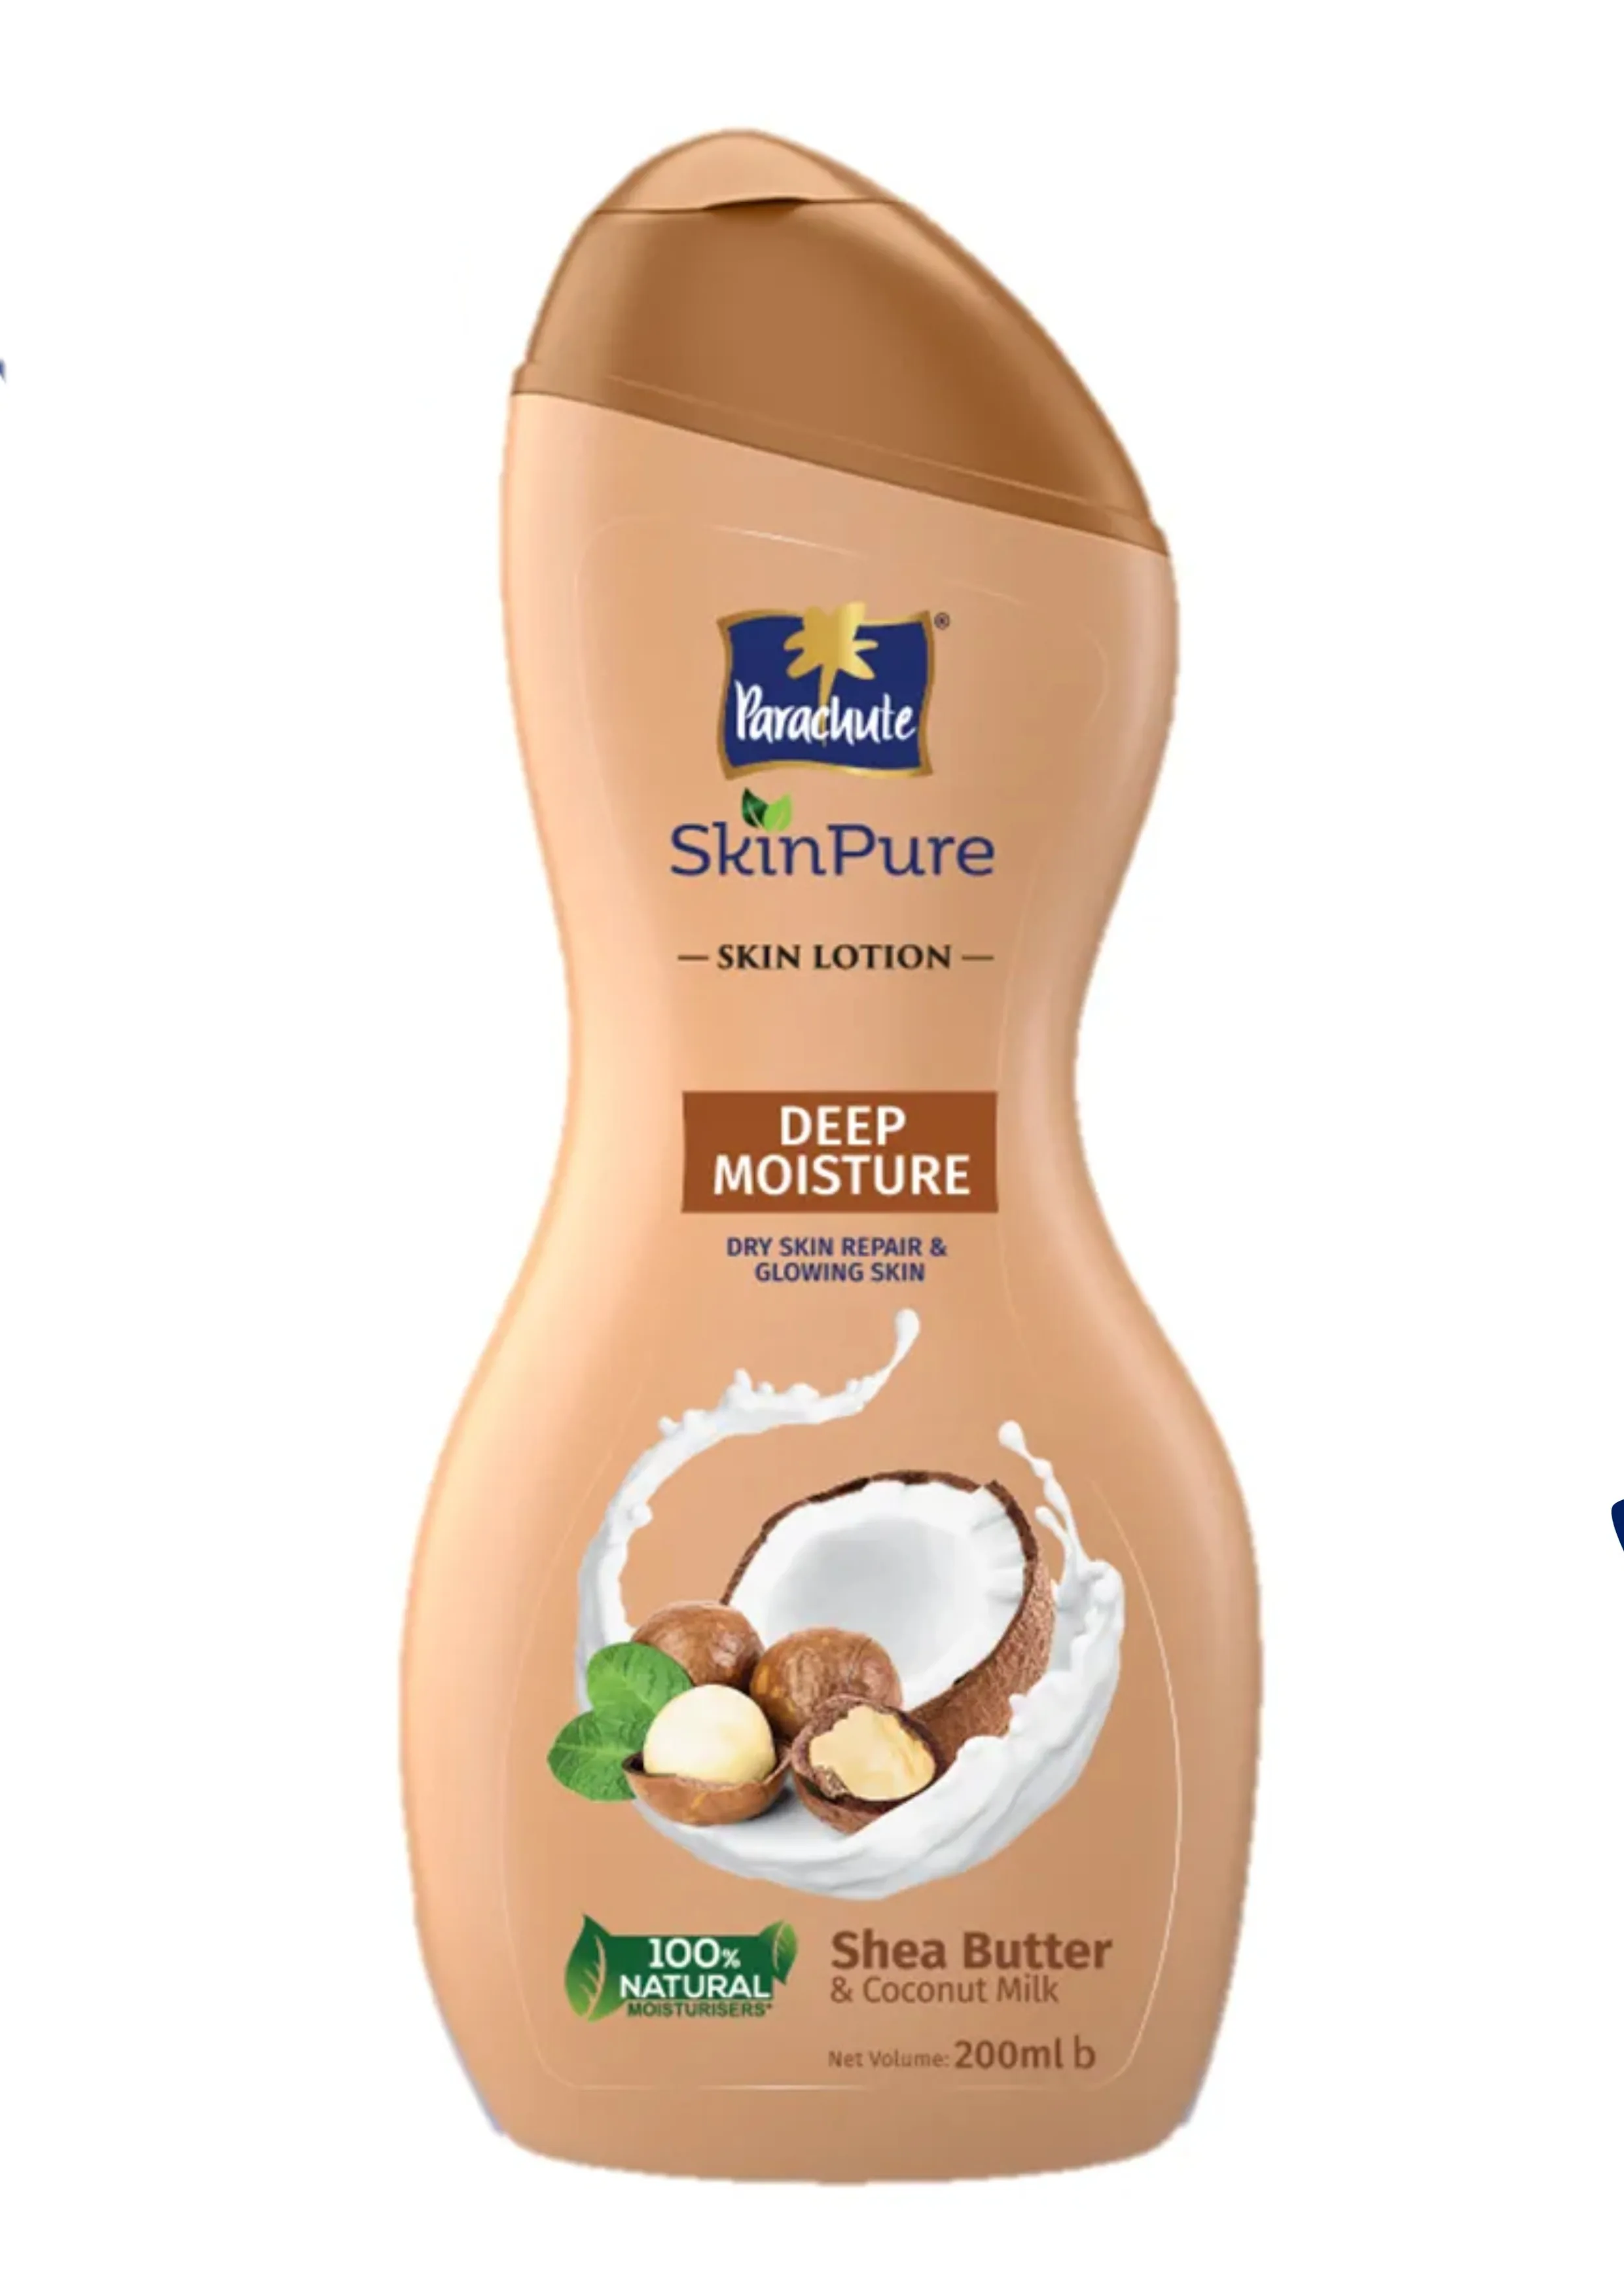 Parachute
®
SkinPure
— SKIN LOTION —
DEEP
MOISTURE
DRY SKIN REPAIR &
GLOWING SKIN
100%
NATURAL
MOISTURISERS*
Shea Butter
& Coconut Milk
Net Volume: 200ml b